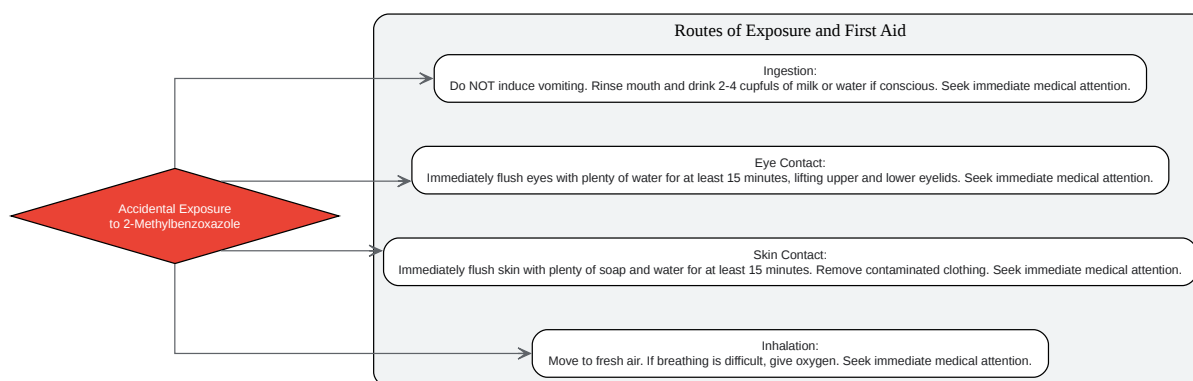 Routes of Exposure and First Aid
Ingestion:
Do NOT induce vomiting. Rinse mouth and drink 2-4 cupfuls of milk or water if conscious. Seek immediate medical attention.
Eye Contact:
Immediately flush eyes with plenty of water for at least 15 minutes, lifting upper and lower eyelids. Seek immediate medical attention.
Accidental Exposure
to 2-Methylbenzoxazole
Skin Contact:
Immediately flush skin with plenty of soap and water for at least 15 minutes. Remove contaminated clothing. Seek immediate medical attention.
Inhalation:
Move to fresh air. If breathing is difficult, give oxygen. Seek immediate medical attention.